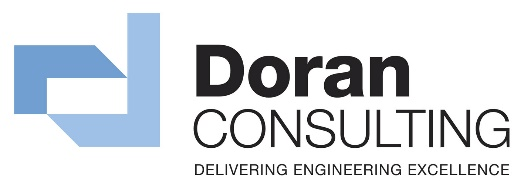 Doran
CONSULTING
DELIVERING ENGINEERING EXCELLENCE